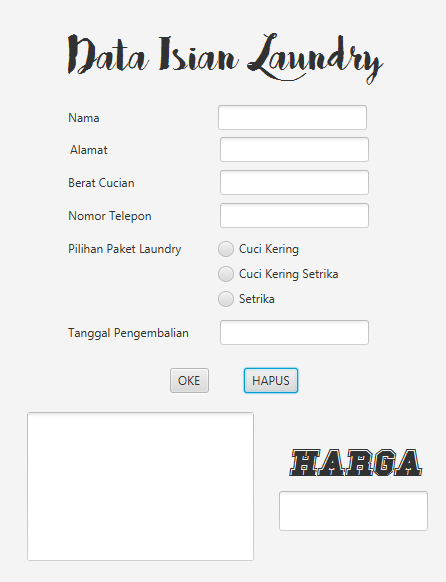 Data Isian Laundry
Nama
Alamat
Berat Cucian
Nomor Telepon
Pilihan Paket Laundry
Cuci Kering
Cuci Kering Setrika
Setrika
Tanggal Pengembalian
OKE
HAPUS
HARGA